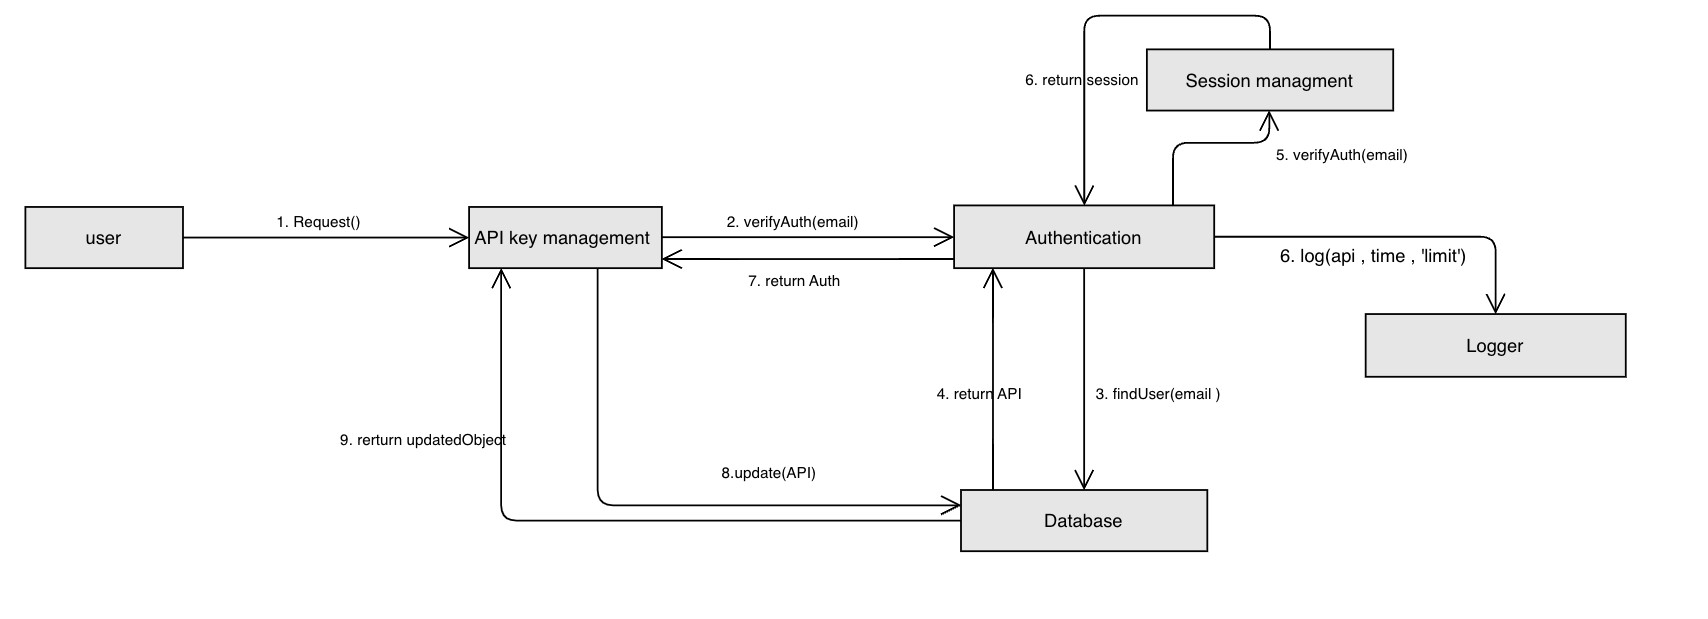 6. return session
Session managment
5. verifyAuth(email)
user
1. Request()
API key management
2. verifyAuth(email)
7. return Auth
Authentication
6. log(api , time , 'limit')
Logger
4. return API
3. findUser(email )
9. rerturn updatedObject
8.update(API)
Database